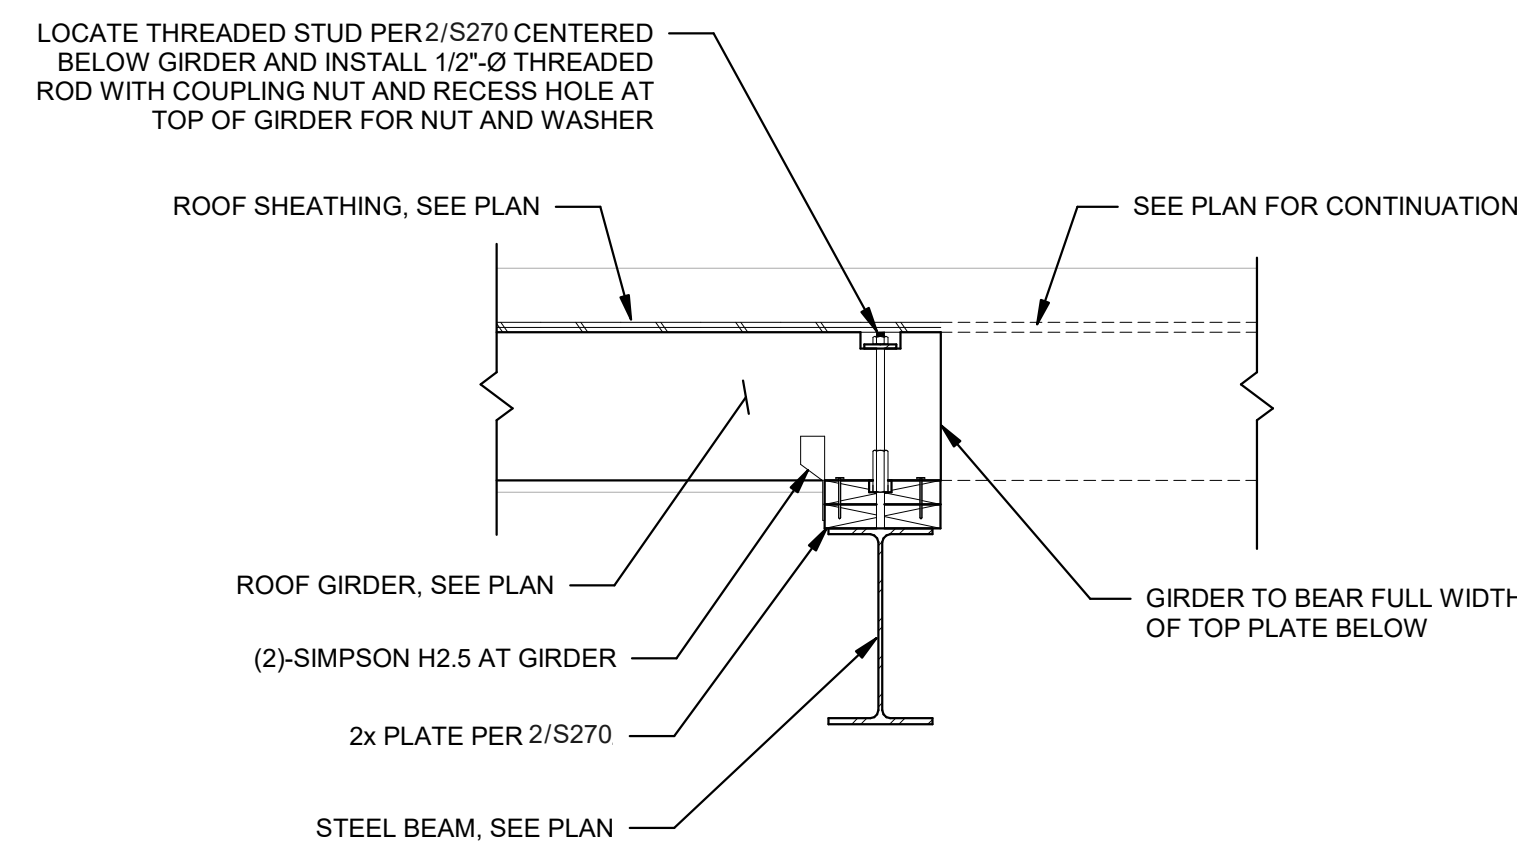 LOCATE THREADED STUD PER 2/S270 CENTERED
BELOW GIRDER AND INSTALL 1/2"-Ø THREADED
ROD WITH COUPLING NUT AND RECESS HOLE AT
TOP OF GIRDER FOR NUT AND WASHER
ROOF SHEATHING, SEE PLAN
SEE PLAN FOR CONTINUATION
ROOF GIRDER, SEE PLAN
GIRDER TO BEAR FULL WIDTH
OF TOP PLATE BELOW
(2)-SIMPSON H2.5 AT GIRDER
2x PLATE PER 2/S270
STEEL BEAM, SEE PLAN